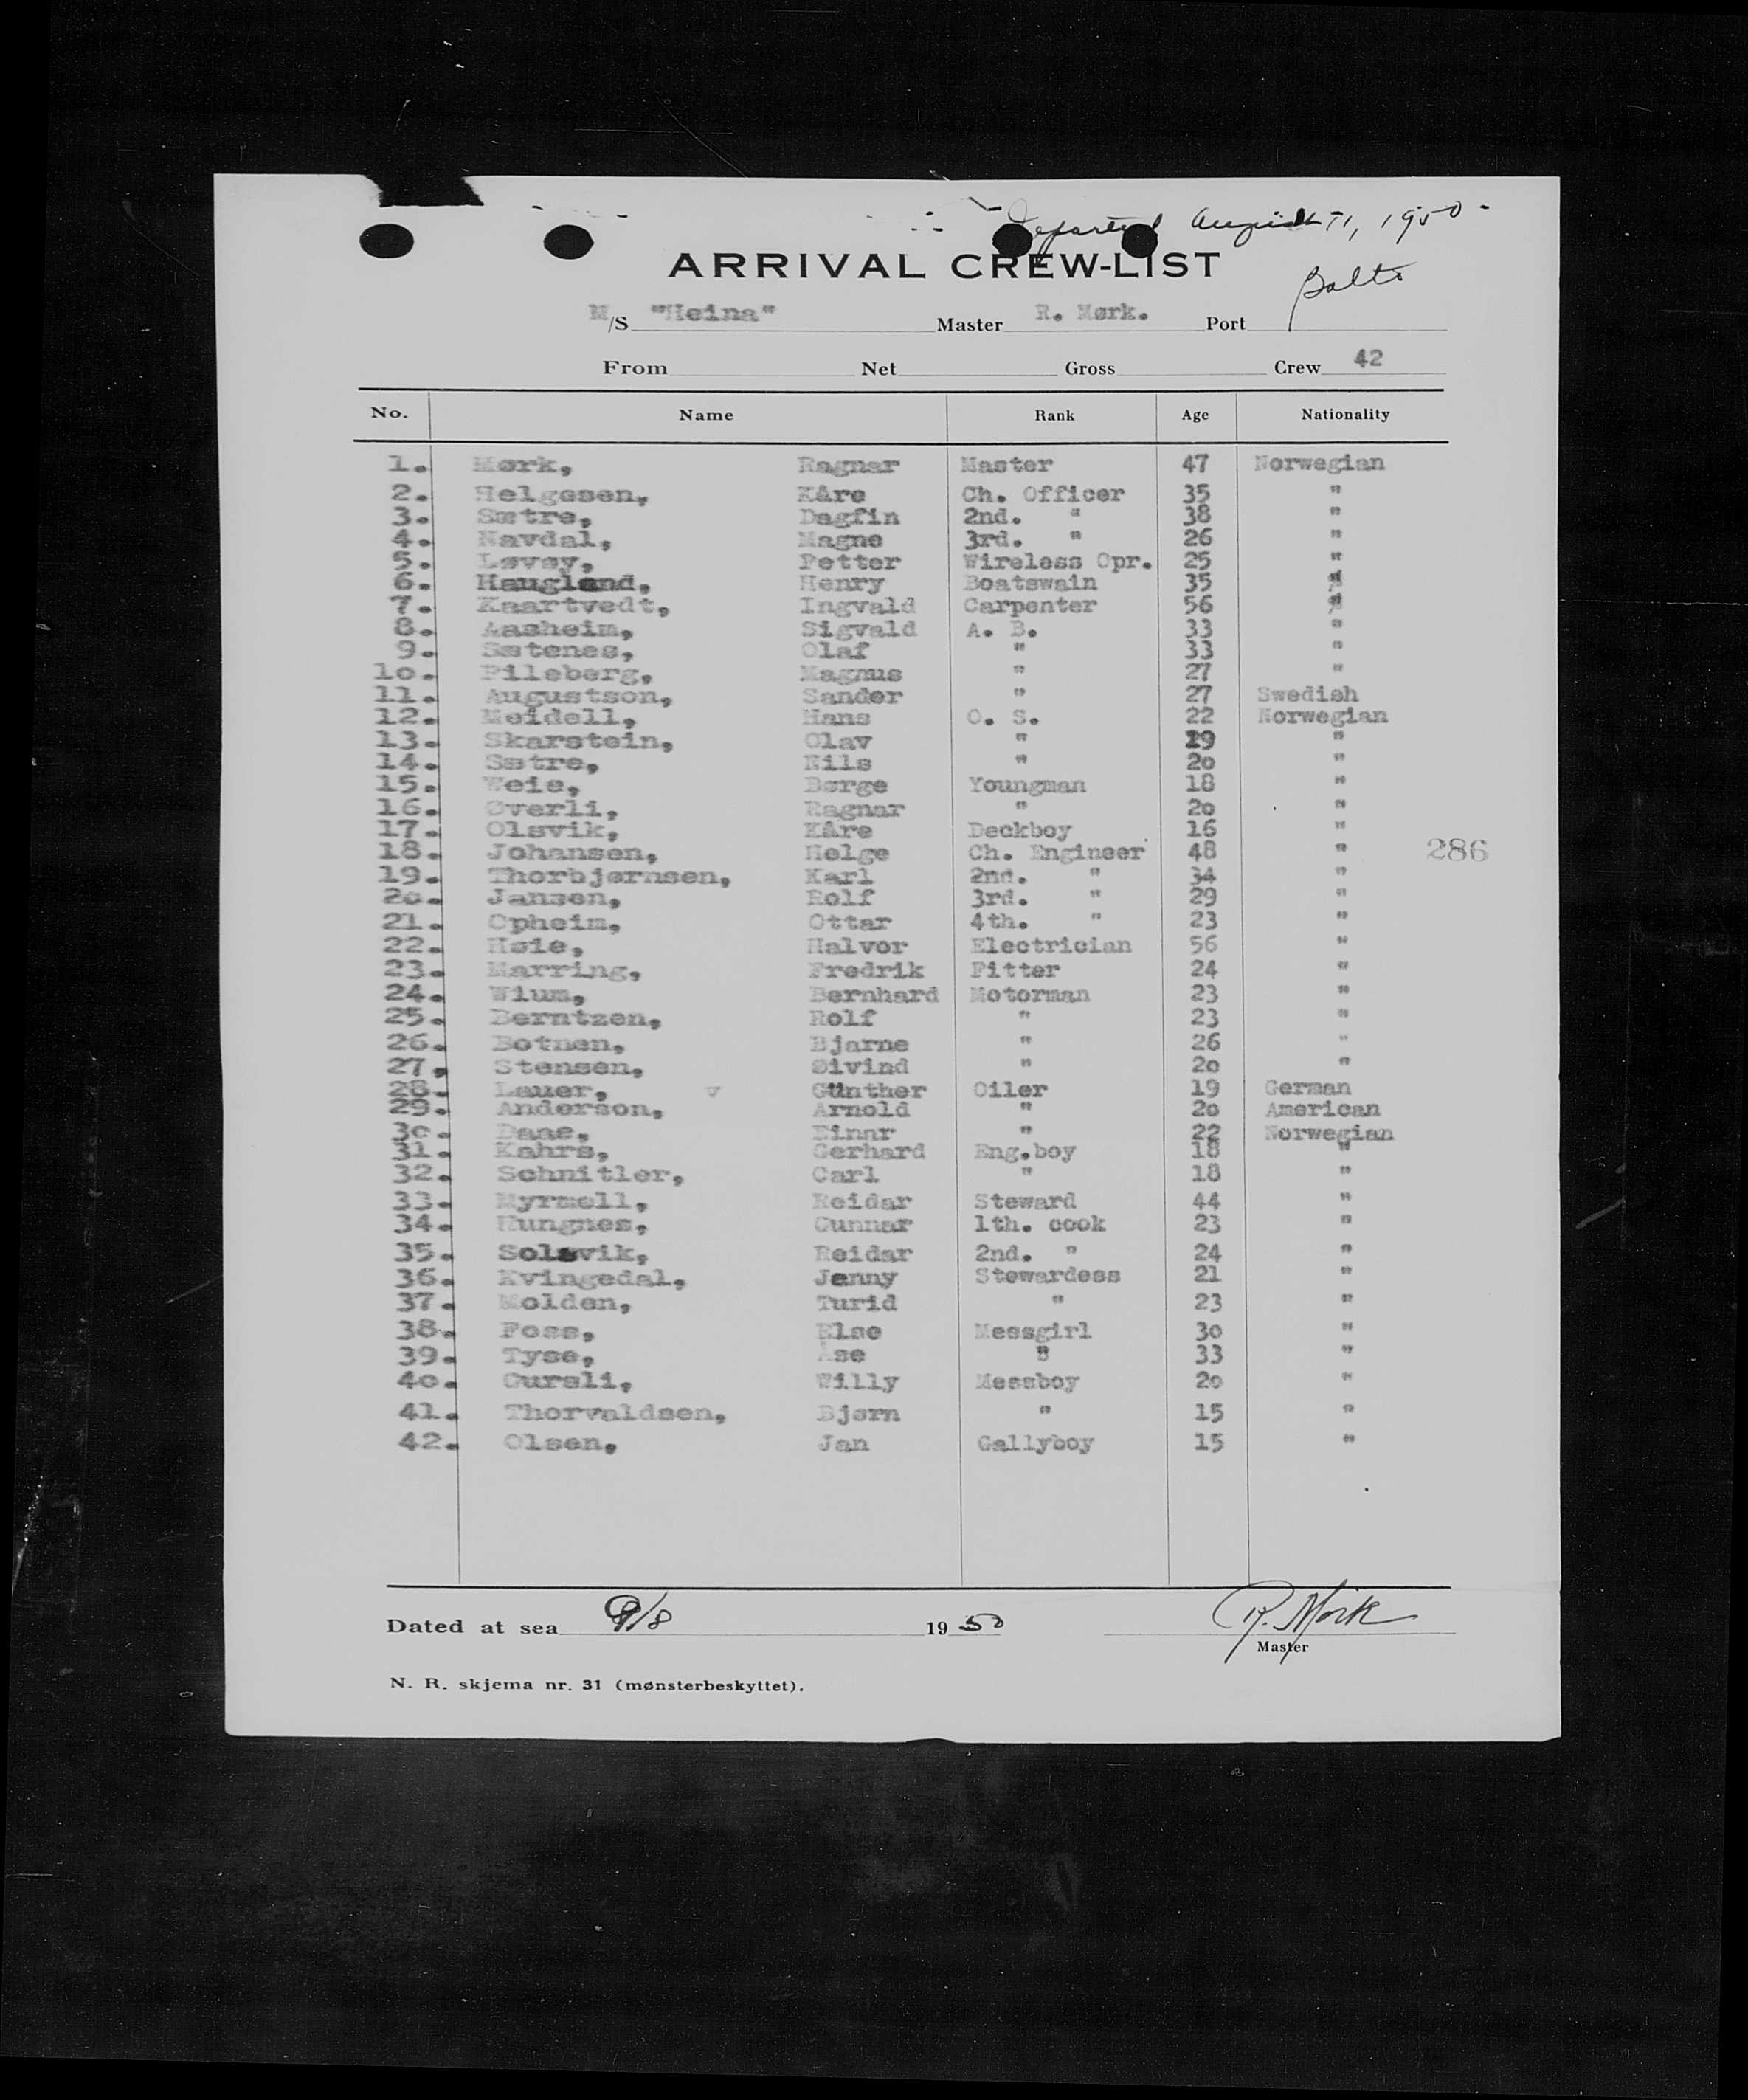 Departed August 11, 1950 -
Balto
ARRIVAL CREW-LIST
M/S "Heina" Master R. Mørk. Port
From Net Gross Crew 42
No. Name Rank Age Nationality
1. Mørk, Ragnar Master 47 Norwegian
2. Helgesen, Kåre Ch. Officer 35 "
3. Sætre, Dagfin 2nd. " 38 "
4. Navdal, Magne 3rd. " 26 "
5. Løvøy, Petter Wireless Opr. 25 "
6. Haugland, Henry Boatswain 35 "
7. Kaartvedt, Ingvald Carpenter 56 "
8. Aasheim, Sigvald A. B. 33 "
9. Sætenes, Olaf " 33 "
10. Pileberg, Magnus " 27 "
11. Augustson, Sander " 27 Swedish
12. Meidell, Hans O. S. 22 Norwegian
13. Skarstein, Olav " 19 "
14. Sætre, Nils " 20 "
15. Weie, Børge Youngman 18 "
16. Øverli, Ragnar " 20 "
17. Olsvik, Kåre Deckboy 16 "
18. Johansen, Helge Ch. Engineer 48 "
286
19. Thorbjørnsen, Karl 2nd. " 34 "
20. Jansen, Rolf 3rd. " 29 "
21. Opheim, Ottar 4th. " 23 "
22. Høie, Halvor Electrician 56 "
23. Marring, Fredrik Fitter 24 "
24. Wium, Bernhard Motorman 23 "
25. Berntzen, Rolf " 23 "
26. Botnen, Bjarne " 26 "
27. Stensen, Øivind " 20 "
28. Lauer, v Günther Oiler 19 German
29. Anderson, Arnold " 20 American
30. Daae, Einar " 22 Norwegian
31. Kahrs, Gerhard Eng.boy 18 "
32. Schnitler, Carl " 18 "
33. Myrmell, Reidar Steward 44 "
34. Hungnes, Gunnar 1th. cook 23 "
35. Solsvik, Reidar 2nd. " 24 "
36. Kvingedal, Jenny Stewardess 21 "
37. Molden, Turid " 23 "
38. Foss, Else Messgirl 30 "
39. Tyse, Åse " 33 "
40. Gursli, Willy Messboy 20 "
41. Thorvaldsen, Bjørn " 15 "
42. Olsen, Jan Gallyboy 15 "
Dated at sea 9/8 1950 R. Mørk
Master
N. R. skjema nr. 31 (mønsterbeskyttet).